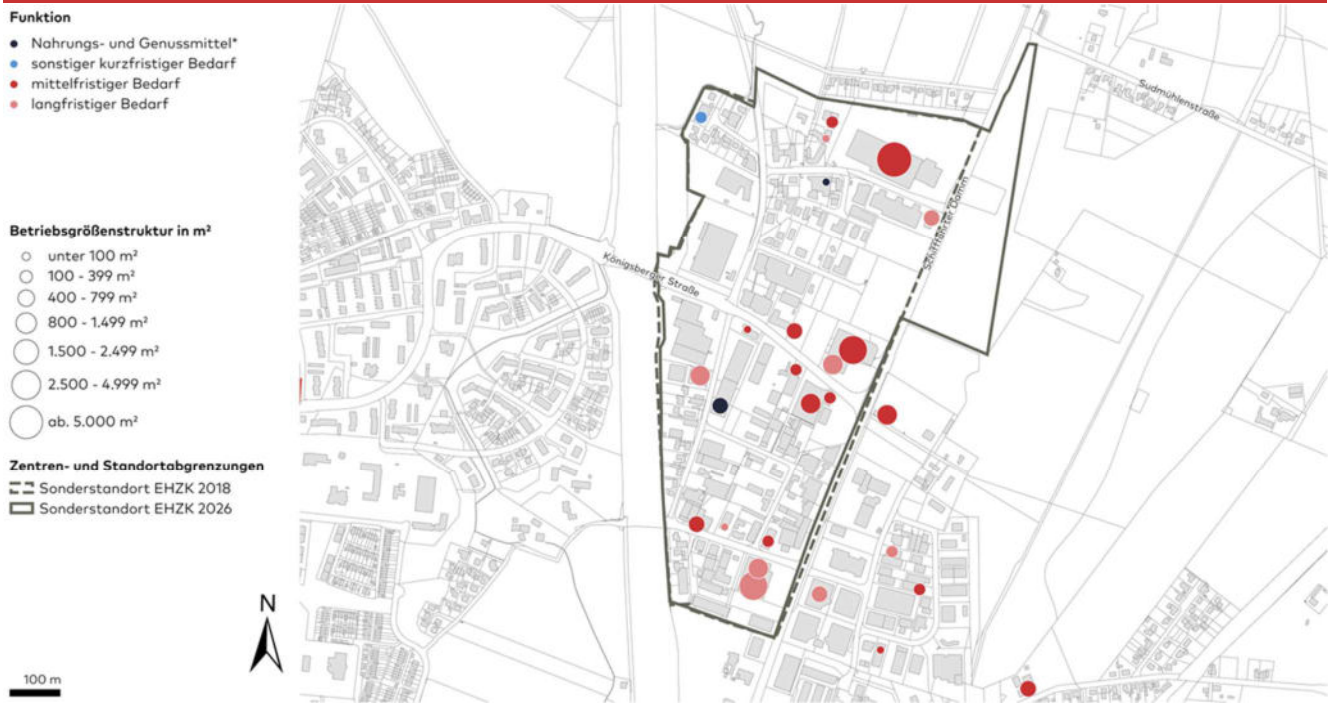 Funktion
Nahrungs- und Genussmittel*
sonstiger kurzfristiger Bedarf
mittelfristiger Bedarf
langfristiger Bedarf
Betriebsgrößenstruktur in m²
unter 100 m²
100 - 399 m²
400 - 799 m²
800 - 1.499 m²
1.500 - 2.499 m²
2.500 - 4.999 m²
ab. 5.000 m²
Zentren- und Standortabgrenzungen
Sonderstandort EHZK 2018
Sonderstandort EHZK 2026
N
100 m
Sudmühlenstraße
Schifffahrter Damm
Königsberger Straße